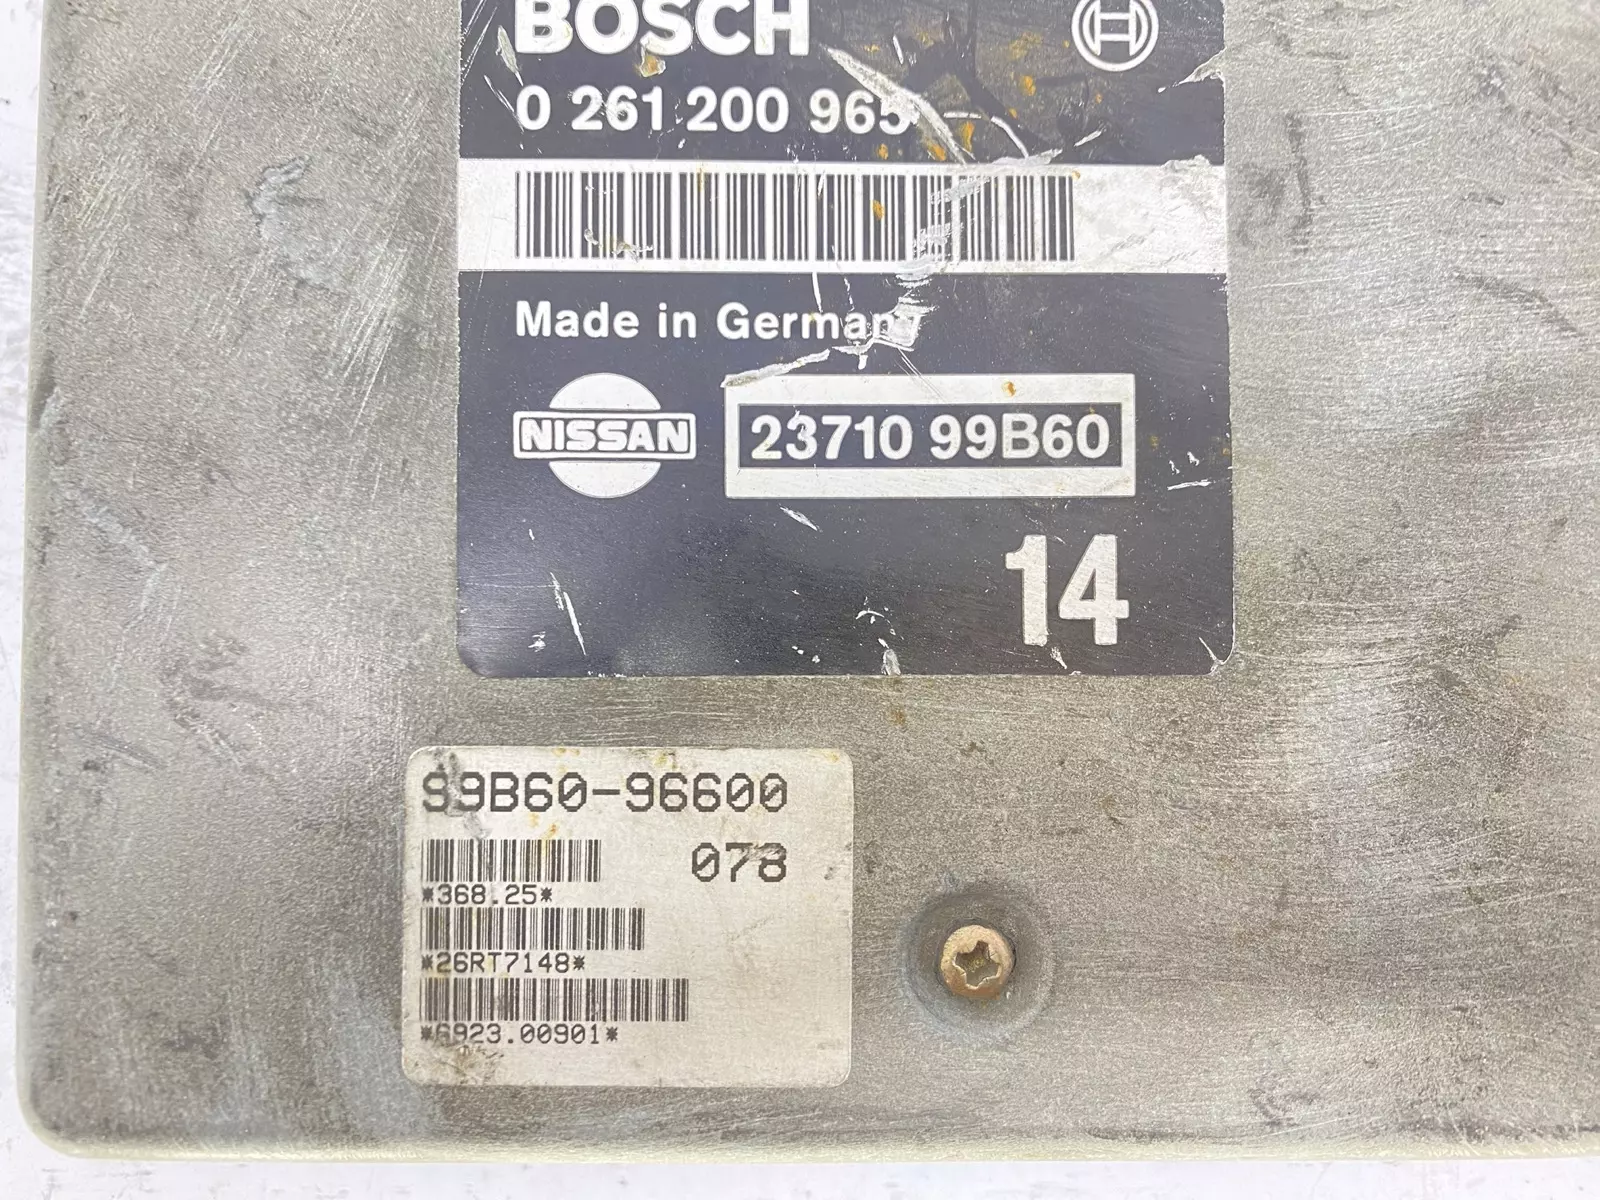 BOSCH
0 261 200 965
Made in Germany
NISSAN
23710 99B60
14
99B60-96600
078
*368.25*
*26RT7148*
*6923.00901*